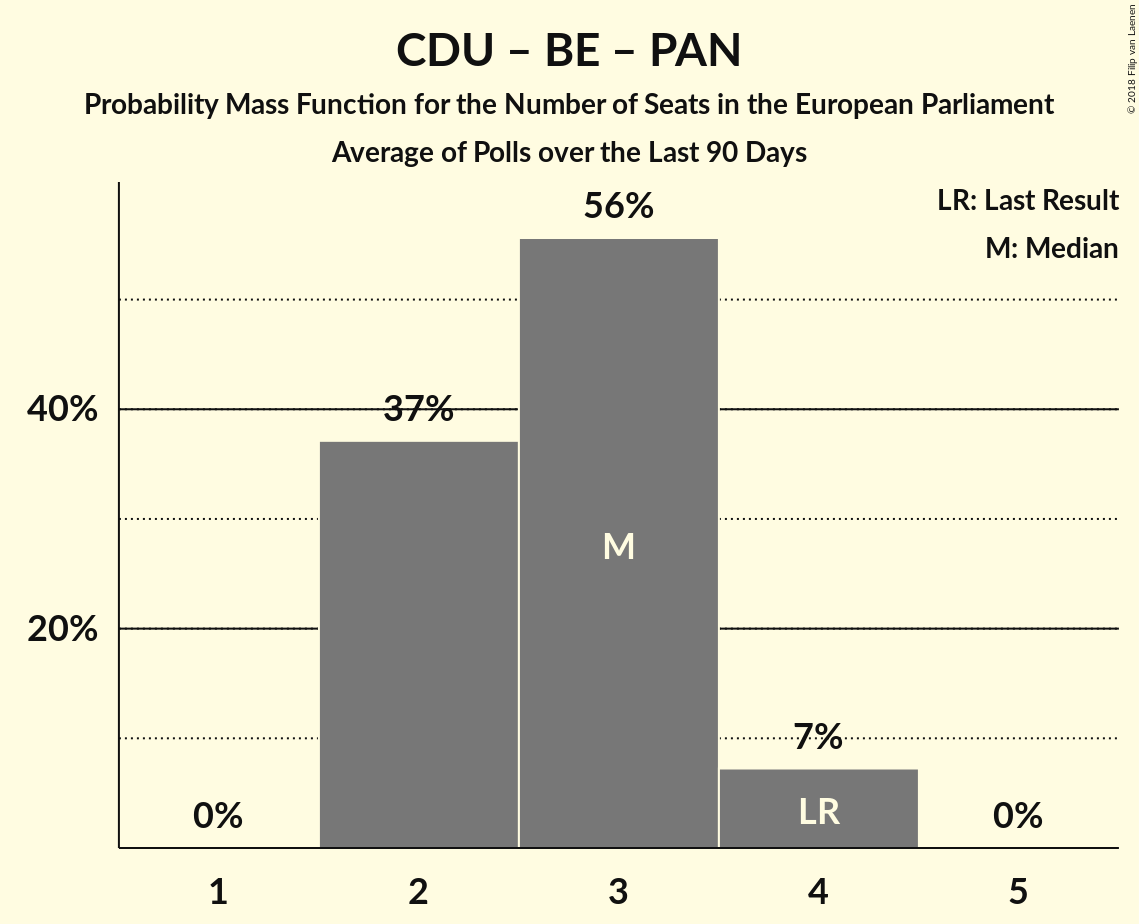 CDU – BE – PAN
Probability Mass Function for the Number of Seats in the European Parliament
Average of Polls over the Last 90 Days
© 2018 Filip van Laenen
LR: Last Result
M: Median
56%
40%
37%
M
20%
7%
LR
0%
0%
1
2
3
4
5